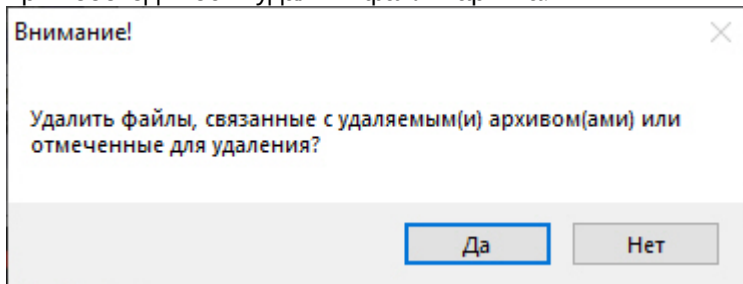 Внимание!
Удалить файлы, связанные с удаляемым(и) архивом(ами) или
отмеченные для удаления?
Да
Нет